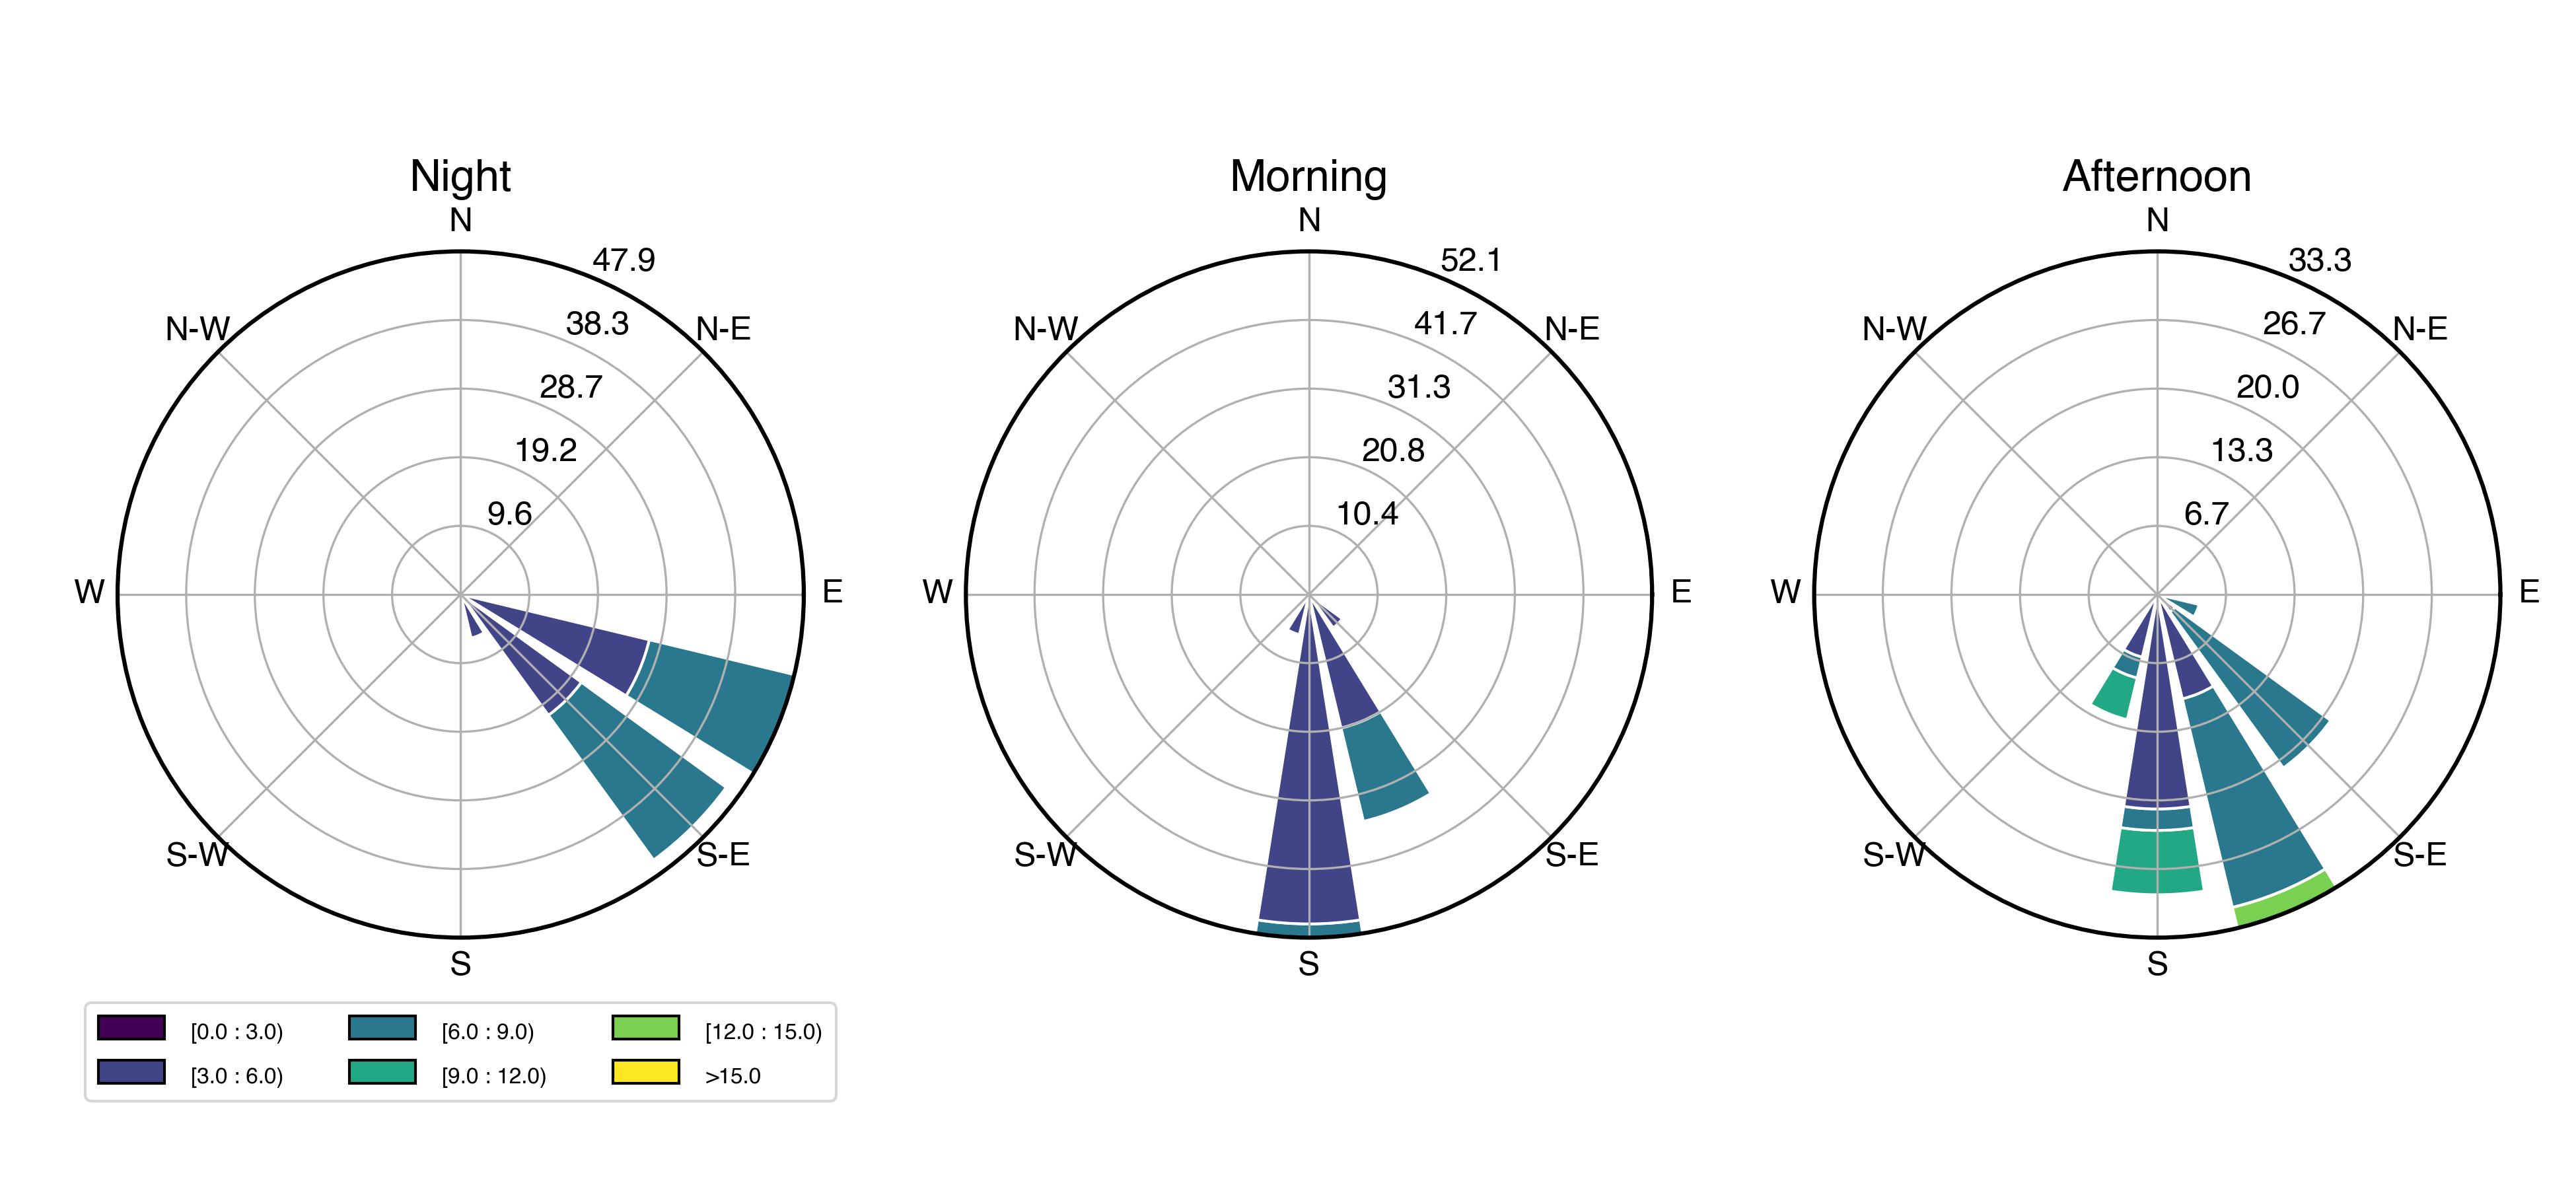 Night
N
47.9
38.3
28.7
19.2
9.6
N-W
N-E
W
E
S-W
S-E
S
Morning
N
52.1
41.7
31.3
20.8
10.4
N-W
N-E
W
E
S-W
S-E
S
Afternoon
N
33.3
26.7
20.0
13.3
6.7
N-W
N-E
W
E
S-W
S-E
S
[0.0 : 3.0)
[3.0 : 6.0)
[6.0 : 9.0)
[9.0 : 12.0)
[12.0 : 15.0)
>15.0